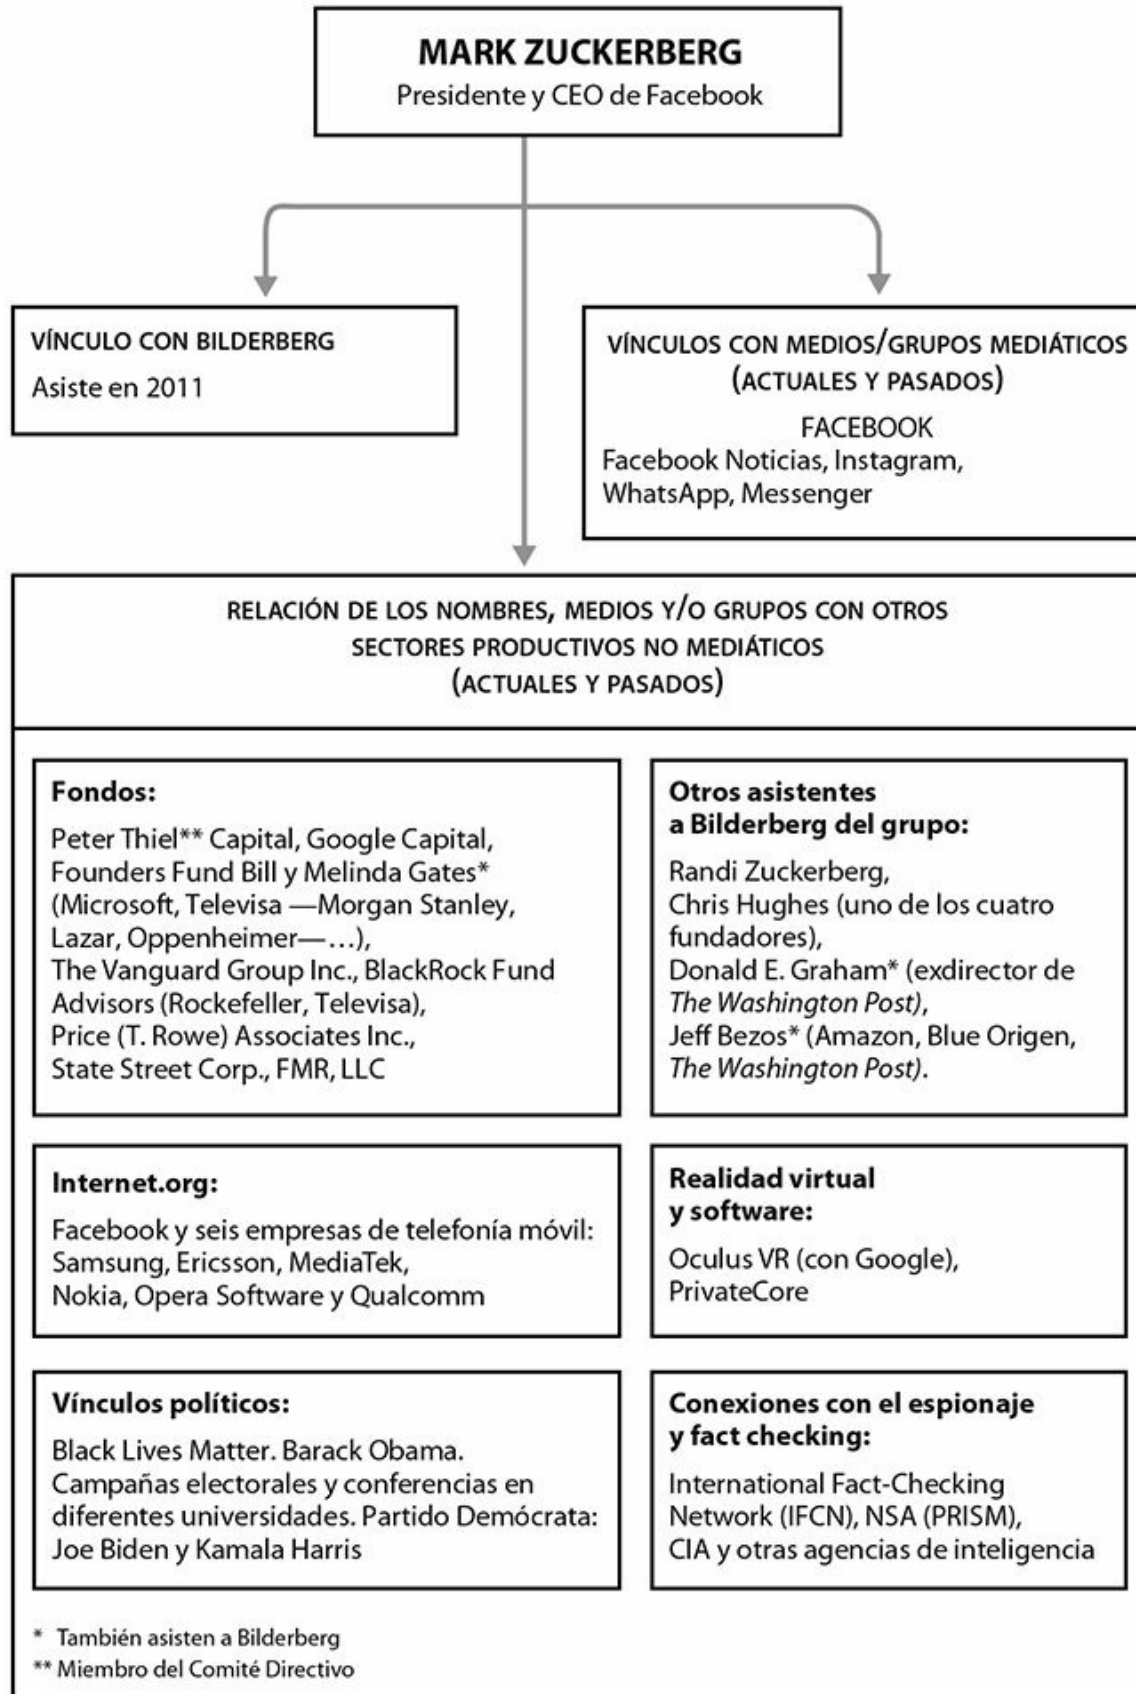 MARK ZUCKERBERG
Presidente y CEO de Facebook
VÍNCULO CON BILDERBERG
Asiste en 2011
VÍNCULOS CON MEDIOS/GRUPOS MEDIÁTICOS
(ACTUALES Y PASADOS)
FACEBOOK
Facebook Noticias, Instagram,
WhatsApp, Messenger
RELACIÓN DE LOS NOMBRES, MEDIOS Y/O GRUPOS CON OTROS
SECTORES PRODUCTIVOS NO MEDIÁTICOS
(ACTUALES Y PASADOS)
Fondos:
Peter Thiel** Capital, Google Capital,
Founders Fund Bill y Melinda Gates*
(Microsoft, Televisa —Morgan Stanley,
Lazar, Oppenheimer—…),
The Vanguard Group Inc., BlackRock Fund
Advisors (Rockefeller, Televisa),
Price (T. Rowe) Associates Inc.,
State Street Corp., FMR, LLC
Otros asistentes
a Bilderberg del grupo:
Randi Zuckerberg,
Chris Hughes (uno de los cuatro
fundadores),
Donald E. Graham* (exdirector de
The Washington Post),
Jeff Bezos* (Amazon, Blue Origen,
The Washington Post).
Internet.org:
Facebook y seis empresas de telefonía móvil:
Samsung, Ericsson, MediaTek,
Nokia, Opera Software y Qualcomm
Realidad virtual
y software:
Oculus VR (con Google),
PrivateCore
Vínculos políticos:
Black Lives Matter. Barack Obama.
Campañas electorales y conferencias en
diferentes universidades. Partido Demócrata:
Joe Biden y Kamala Harris
Conexiones con el espionaje
y fact checking:
International Fact-Checking
Network (IFCN), NSA (PRISM),
CIA y otras agencias de inteligencia
* También asisten a Bilderberg
** Miembro del Comité Directivo